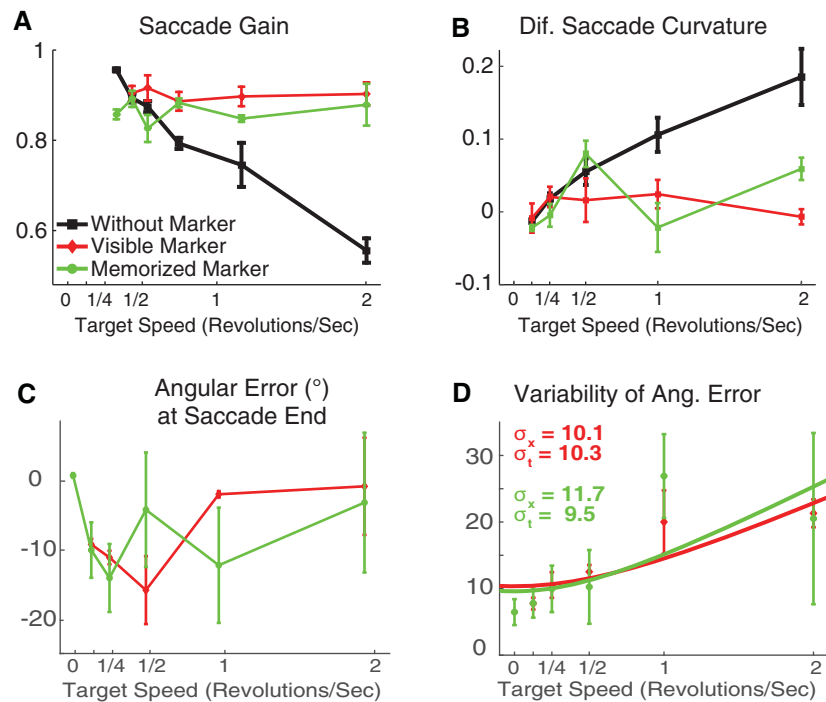 A
Saccade Gain
1
0.8
0.6
Without Marker
Visible Marker
Memorized Marker
0 1/4 1/2 1 2
Target Speed (Revolutions/Sec)
B
Dif. Saccade Curvature
0.2
0.1
0
-0.1
0 1/4 1/2 1 2
Target Speed (Revolutions/Sec)
C
Angular Error (°)
at Saccade End
0
-10
-20
0 1/4 1/2 1 2
Target Speed (Revolutions/Sec)
D
Variability of Ang. Error
σx = 10.1
σt = 10.3
σx = 11.7
σt = 9.5
30
20
10
0
0 1/4 1/2 1 2
Target Speed (Revolutions/Sec)